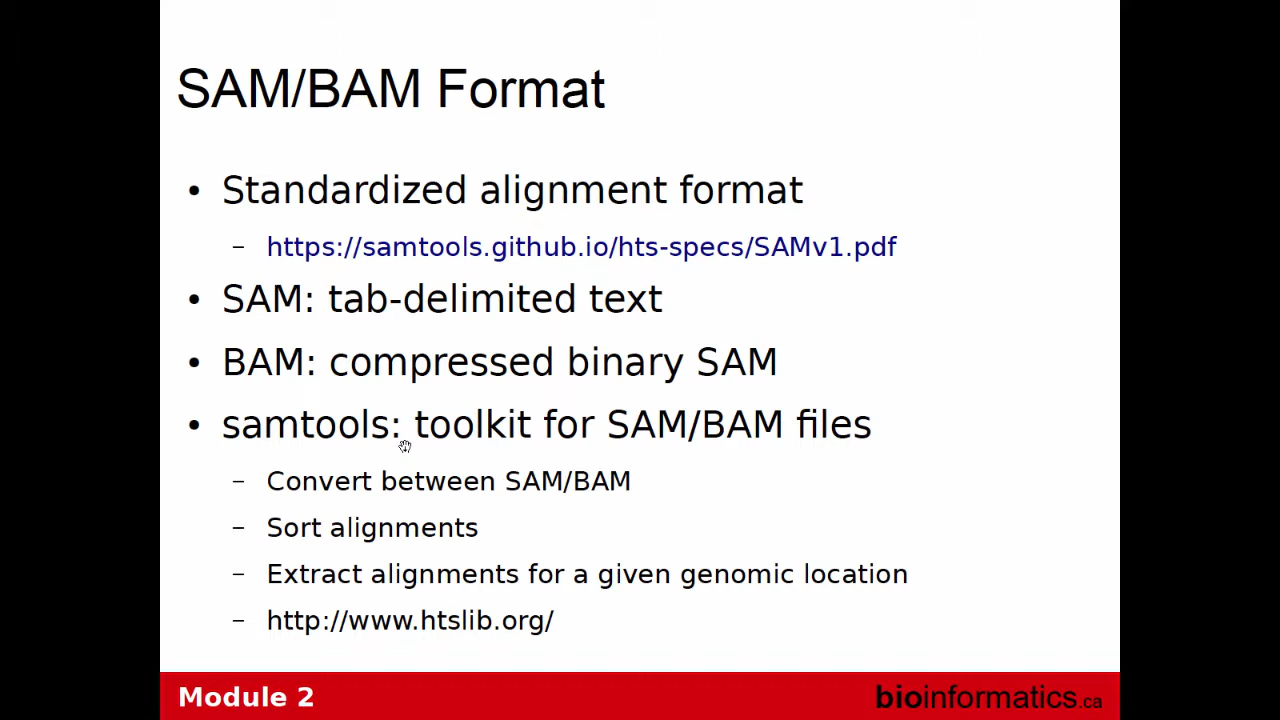 SAM/BAM Format
• Standardized alignment format
– https://samtools.github.io/hts-specs/SAMv1.pdf
• SAM: tab-delimited text
• BAM: compressed binary SAM
• samtools: toolkit for SAM/BAM files
– Convert between SAM/BAM
– Sort alignments
– Extract alignments for a given genomic location
– http://www.htslib.org/
Module 2
bioinformatics.ca